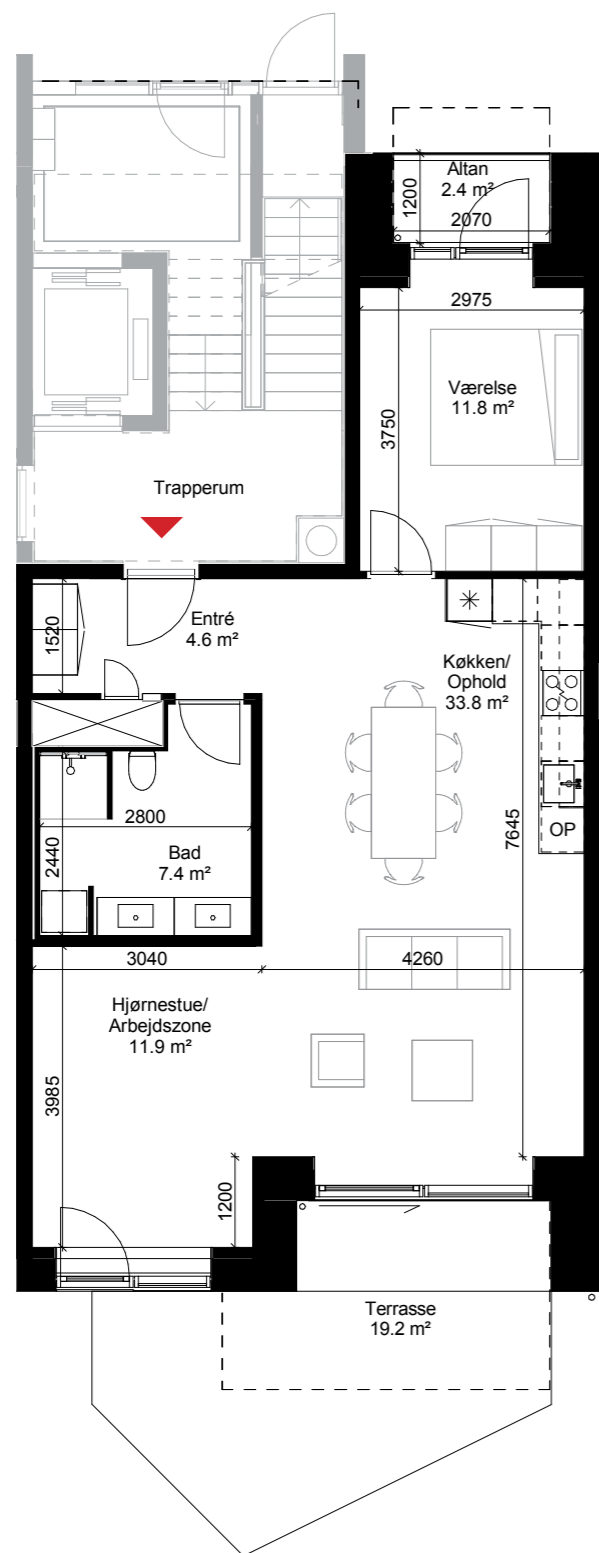 Altan
2.4 m²
1200
2070
2975
Værelse
11.8 m²
3750
Trapperum
Entré
4.6 m²
1520
Køkken/
Ophold
33.8 m²
7645
OP
2800
2440
Bad
7.4 m²
3040
4260
Hjørnestue/
Arbejdszone
11.9 m²
3985
1200
Terrasse
19.2 m²